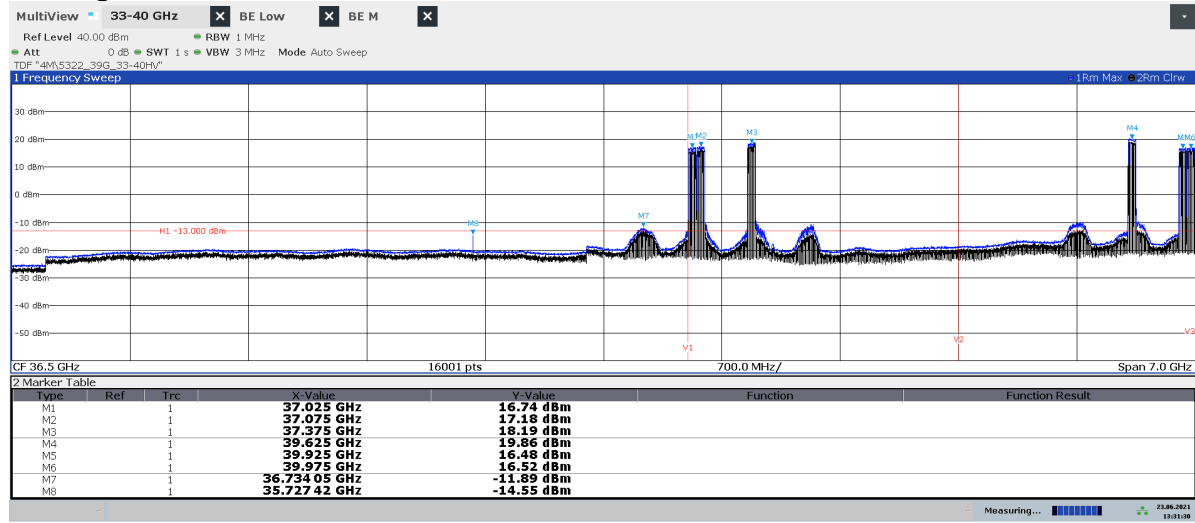 MultiView 33-40 GHz X BE Low X BE M X
Ref Level 40.00 dBm RBW 1 MHz
Att 0 dB SWT 1 s VBW 3 MHz Mode Auto Sweep
TDF "4M\5322_39G_33-40HV"
1 Frequency Sweep 1Rm Max 2Rm Clrw
30 dBm
M1 M2 M3 M4 M5 M6
20 dBm
10 dBm
0 dBm
M7
-10 dBm
M8
H1 -13.000 dBm
-20 dBm
-30 dBm
-40 dBm
-50 dBm
V1 V2 V3
CF 36.5 GHz 16001 pts 700.0 MHz/ Span 7.0 GHz
2 Marker Table
Type Ref Trc X-Value Y-Value Function Function Result
M1 1 37.025 GHz 16.74 dBm
M2 1 37.075 GHz 17.18 dBm
M3 1 37.375 GHz 18.19 dBm
M4 1 39.625 GHz 19.86 dBm
M5 1 39.925 GHz 16.48 dBm
M6 1 39.975 GHz 16.52 dBm
M7 1 36.734 05 GHz -11.89 dBm
M8 1 35.727 42 GHz -14.55 dBm
Measuring... 23.06.2021
13:31:30